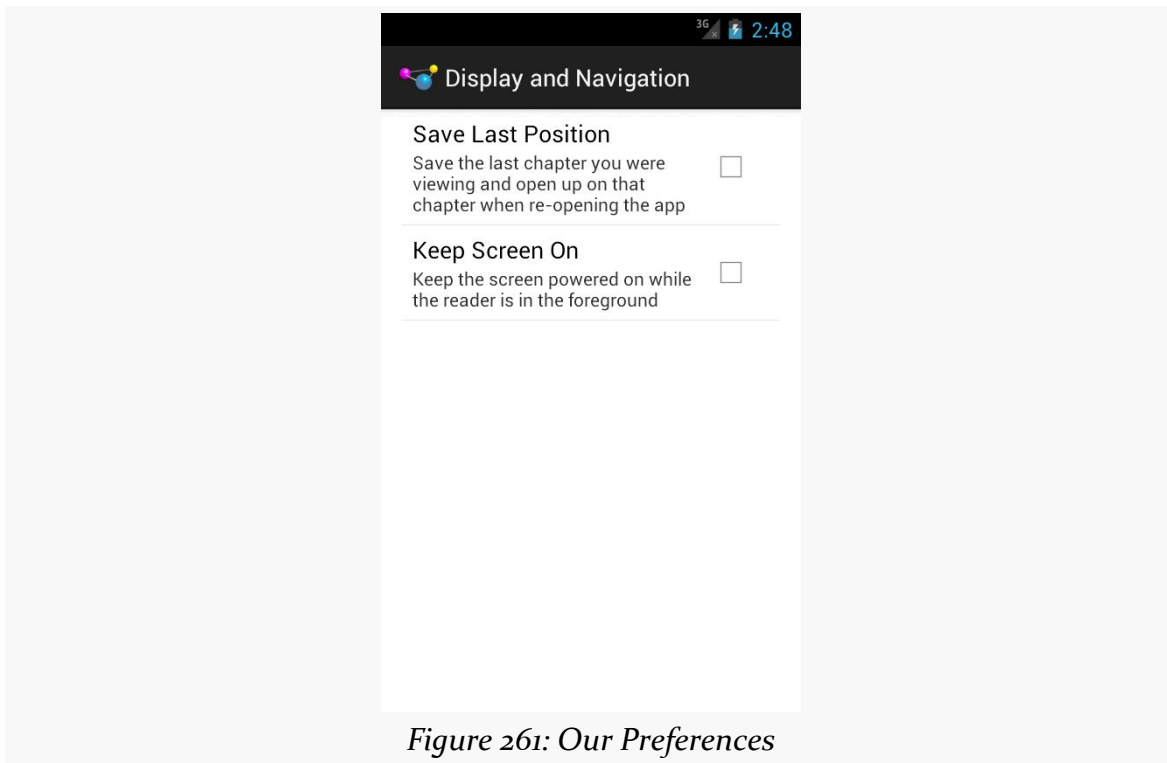 3G 2:48
Display and Navigation
Save Last Position
Save the last chapter you were
viewing and open up on that
chapter when re-opening the app
Keep Screen On
Keep the screen powered on while
the reader is in the foreground
Figure 261: Our Preferences